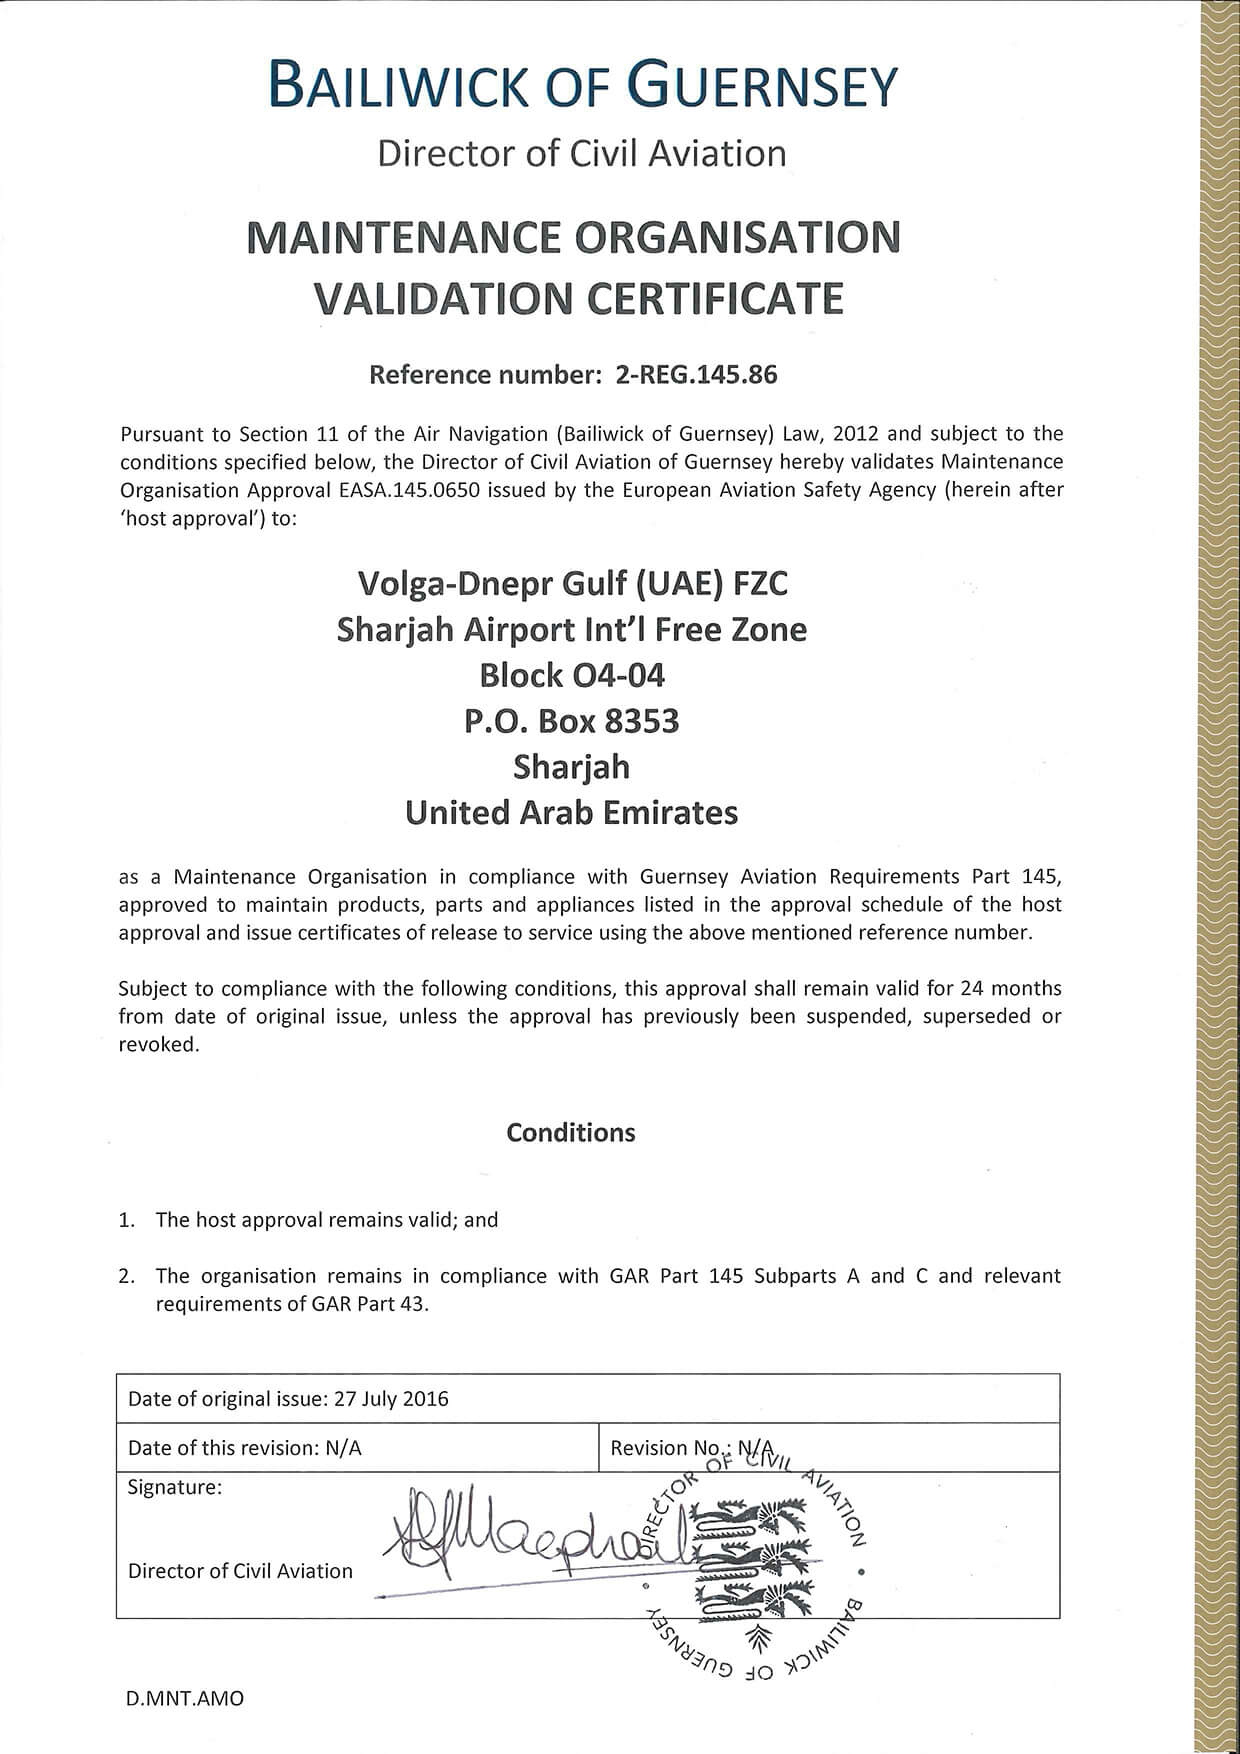 BAILIWICK OF GUERNSEY
Director of Civil Aviation
MAINTENANCE ORGANISATION
VALIDATION CERTIFICATE
Reference number: 2-REG.145.86
Pursuant to Section 11 of the Air Navigation (Bailiwick of Guernsey) Law, 2012 and subject to the
conditions specified below, the Director of Civil Aviation of Guernsey hereby validates Maintenance
Organisation Approval EASA.145.0650 issued by the European Aviation Safety Agency (herein after
‘host approval’) to:
Volga-Dnepr Gulf (UAE) FZC
Sharjah Airport Int’l Free Zone
Block O4-04
P.O. Box 8353
Sharjah
United Arab Emirates
as a Maintenance Organisation in compliance with Guernsey Aviation Requirements Part 145,
approved to maintain products, parts and appliances listed in the approval schedule of the host
approval and issue certificates of release to service using the above mentioned reference number.
Subject to compliance with the following conditions, this approval shall remain valid for 24 months
from date of original issue, unless the approval has previously been suspended, superseded or
revoked.
Conditions
1. The host approval remains valid; and
2. The organisation remains in compliance with GAR Part 145 Subparts A and C and relevant
requirements of GAR Part 43.
Date of original issue: 27 July 2016
Date of this revision: N/A
Revision No.: N/A
Signature:
Director of Civil Aviation
DIRECTOR OF CIVIL AVIATION • BAILIWICK OF GUERNSEY •
D.MNT.AMO